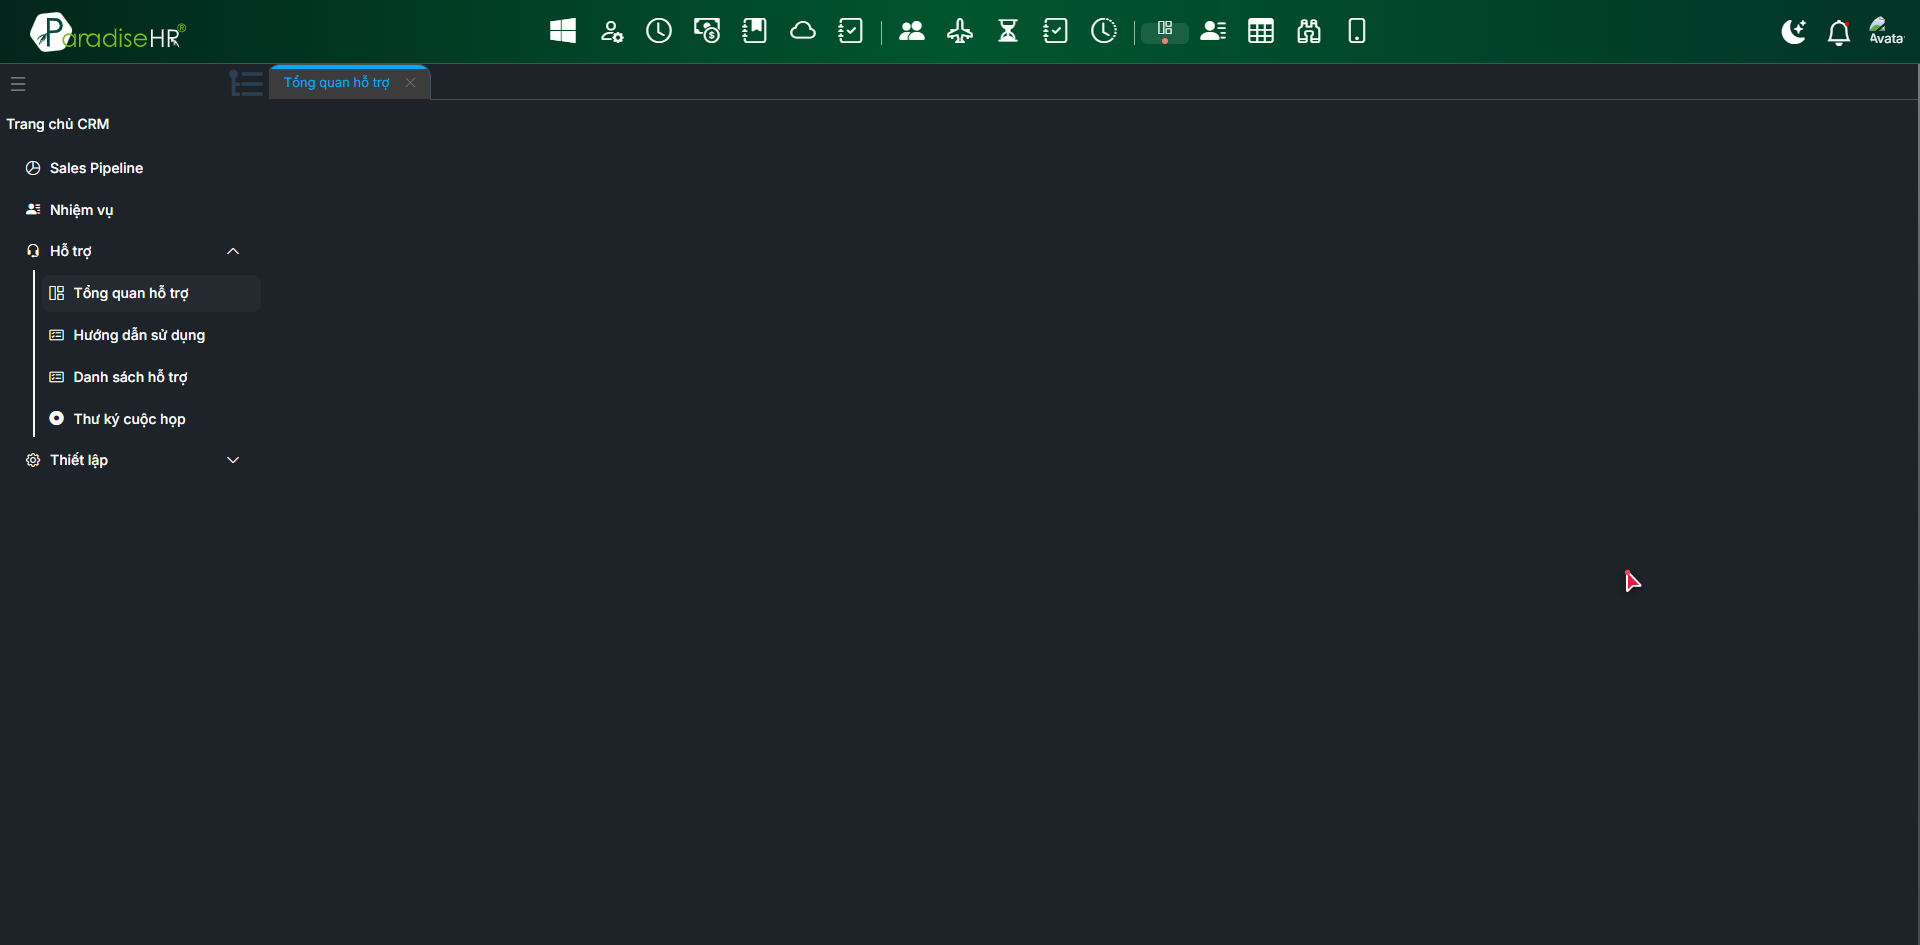 ParadiseHR®
Avata
Tổng quan hỗ trợ
Trang chủ CRM
Sales Pipeline
Nhiệm vụ
Hỗ trợ
Tổng quan hỗ trợ
Hướng dẫn sử dụng
Danh sách hỗ trợ
Thư ký cuộc họp
Thiết lập